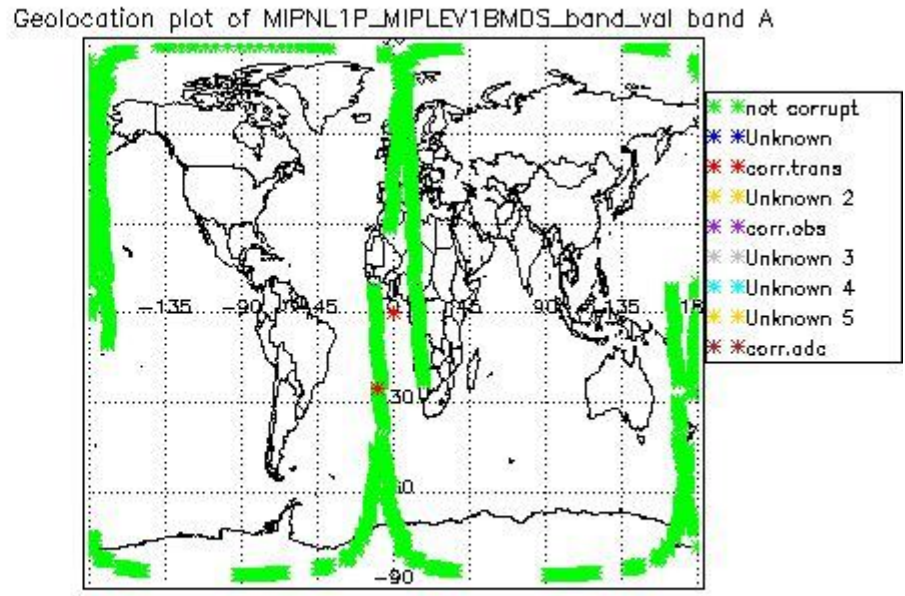 Geolocation plot of MIPNL1P_MIPLEV1BMDS_band_val band A
not corrupt
Unknown
corr.trans
Unknown 2
corr.obs
Unknown 3
Unknown 4
Unknown 5
corr.adc
-135 -90 -45 45 90 135 18
30
60
-90